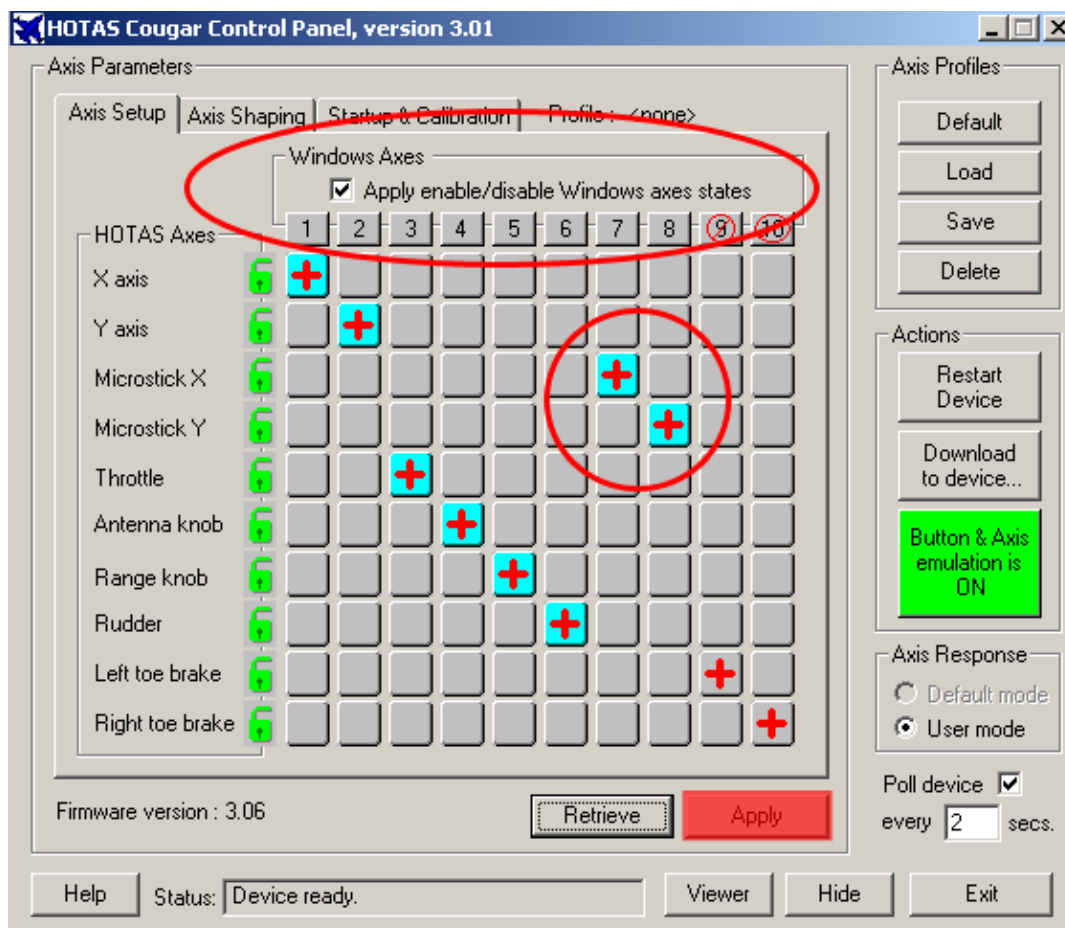 HOTAS Cougar Control Panel, version 3.01
Axis Parameters
Axis Setup
Axis Shaping
Startup & Calibration
Profile : <none>
Windows Axes
Apply enable/disable Windows axes states
1 2 3 4 5 6 7 8 9 10
HOTAS Axes
X axis
Y axis
Microstick X
Microstick Y
Throttle
Antenna knob
Range knob
Rudder
Left toe brake
Right toe brake
Firmware version : 3.06
Retrieve
Apply
Axis Profiles
Default
Load
Save
Delete
Actions
Restart
Device
Download
to device...
Button & Axis
emulation is
ON
Axis Response
Default mode
User mode
Poll device
every 2 secs.
Help
Status: Device ready.
Viewer
Hide
Exit